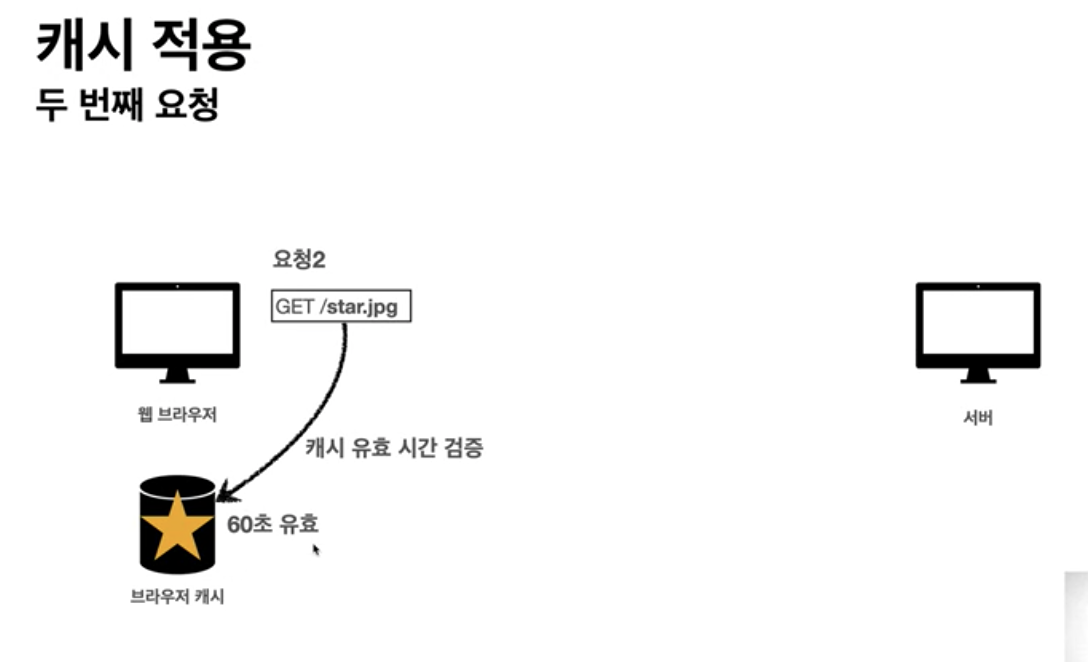 캐시 적용
두 번째 요청
요청2
GET /star.jpg
웹 브라우저
서버
캐시 유효 시간 검증
60초 유효
브라우저 캐시